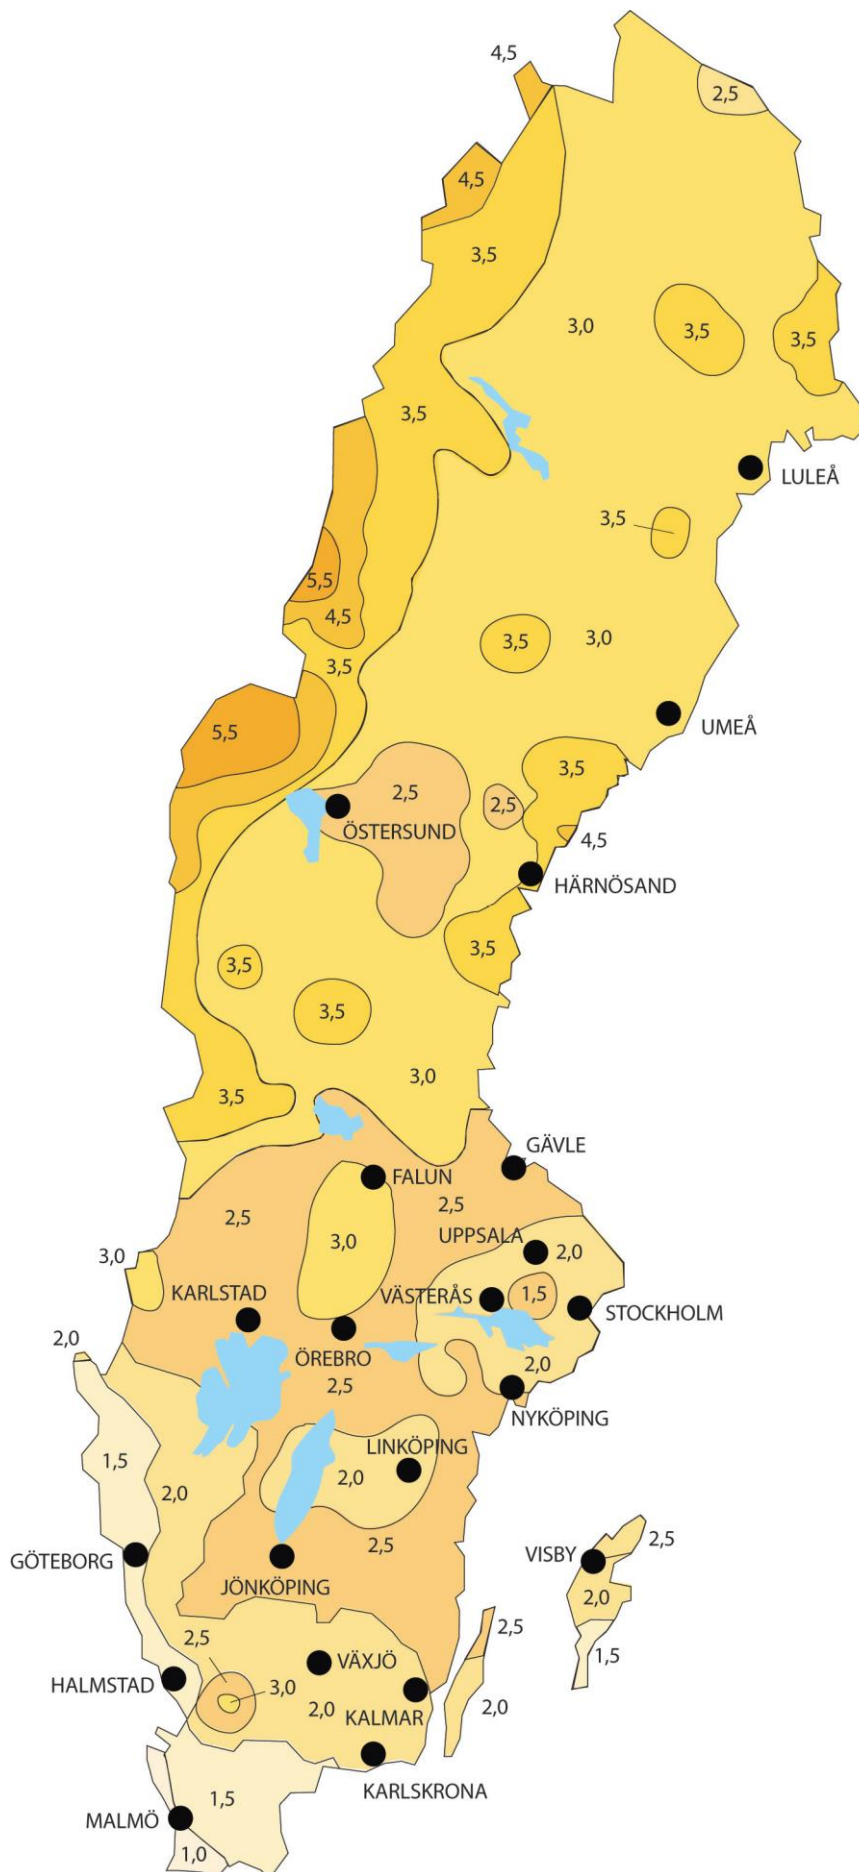 4,5
2,5
4,5
3,5
3,0
3,5
3,5
3,5
LULEÅ
3,5
5,5
4,5
3,5
3,0
3,5
UMEÅ
5,5
3,5
2,5
2,5
ÖSTERSUND
4,5
HÄRNÖSAND
3,5
3,5
3,5
3,0
3,5
GÄVLE
FALUN
2,5
2,5
UPPSALA
2,0
3,0
3,0
VÄSTERÅS
1,5
KARLSTAD
STOCKHOLM
ÖREBRO
2,0
2,0
2,5
NYKÖPING
LINKÖPING
1,5
2,0
2,0
2,5
2,5
VISBY
GÖTEBORG
JÖNKÖPING
2,0
2,5
2,5
1,5
VÄXJÖ
HALMSTAD
3,0
2,0
2,0
KALMAR
KARLSKRONA
1,5
MALMÖ
1,0